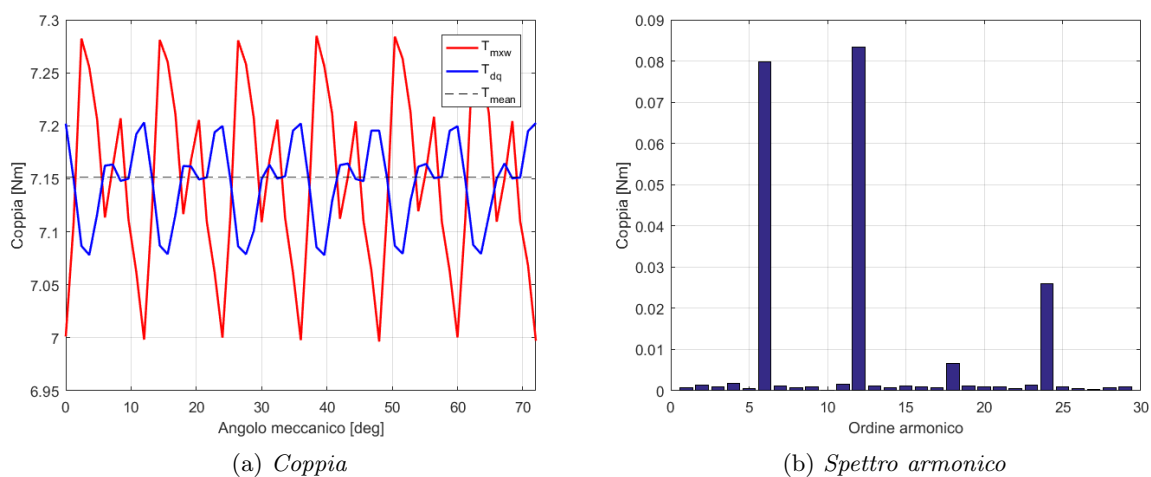 7.3
7.25
7.2
7.15
7.1
7.05
7
6.95
Coppia [Nm]
0 10 20 30 40 50 60 70
Angolo meccanico [deg]
T_mxw
T_dq
T_mean
(a) Coppia
0.09
0.08
0.07
0.06
0.05
0.04
0.03
0.02
0.01
0
Coppia [Nm]
0 5 10 15 20 25 30
Ordine armonico
(b) Spettro armonico